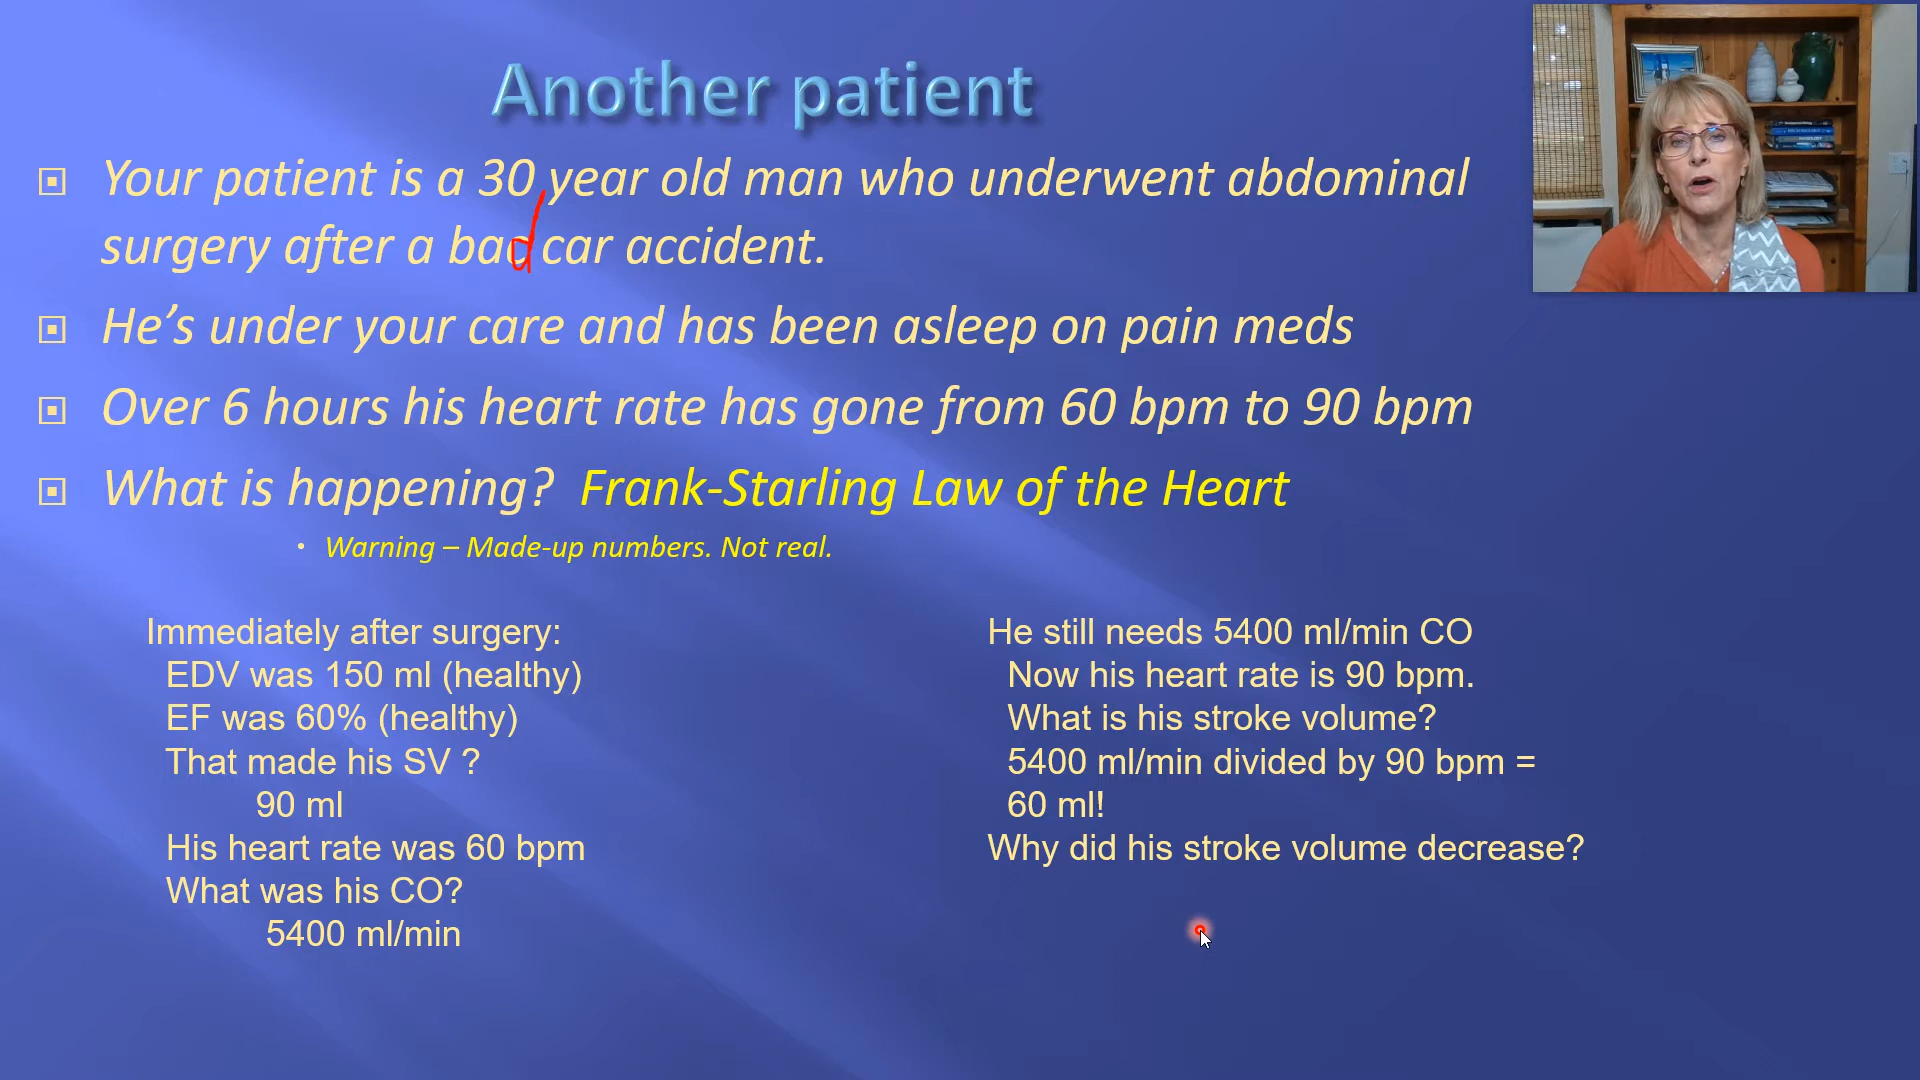 Another patient
Your patient is a 30 year old man who underwent abdominal
surgery after a bad car accident.
He's under your care and has been asleep on pain meds
Over 6 hours his heart rate has gone from 60 bpm to 90 bpm
What is happening? Frank-Starling Law of the Heart
• Warning – Made-up numbers. Not real.
Immediately after surgery:
EDV was 150 ml (healthy)
EF was 60% (healthy)
That made his SV ?
90 ml
His heart rate was 60 bpm
What was his CO?
5400 ml/min
He still needs 5400 ml/min CO
Now his heart rate is 90 bpm.
What is his stroke volume?
5400 ml/min divided by 90 bpm =
60 ml!
Why did his stroke volume decrease?